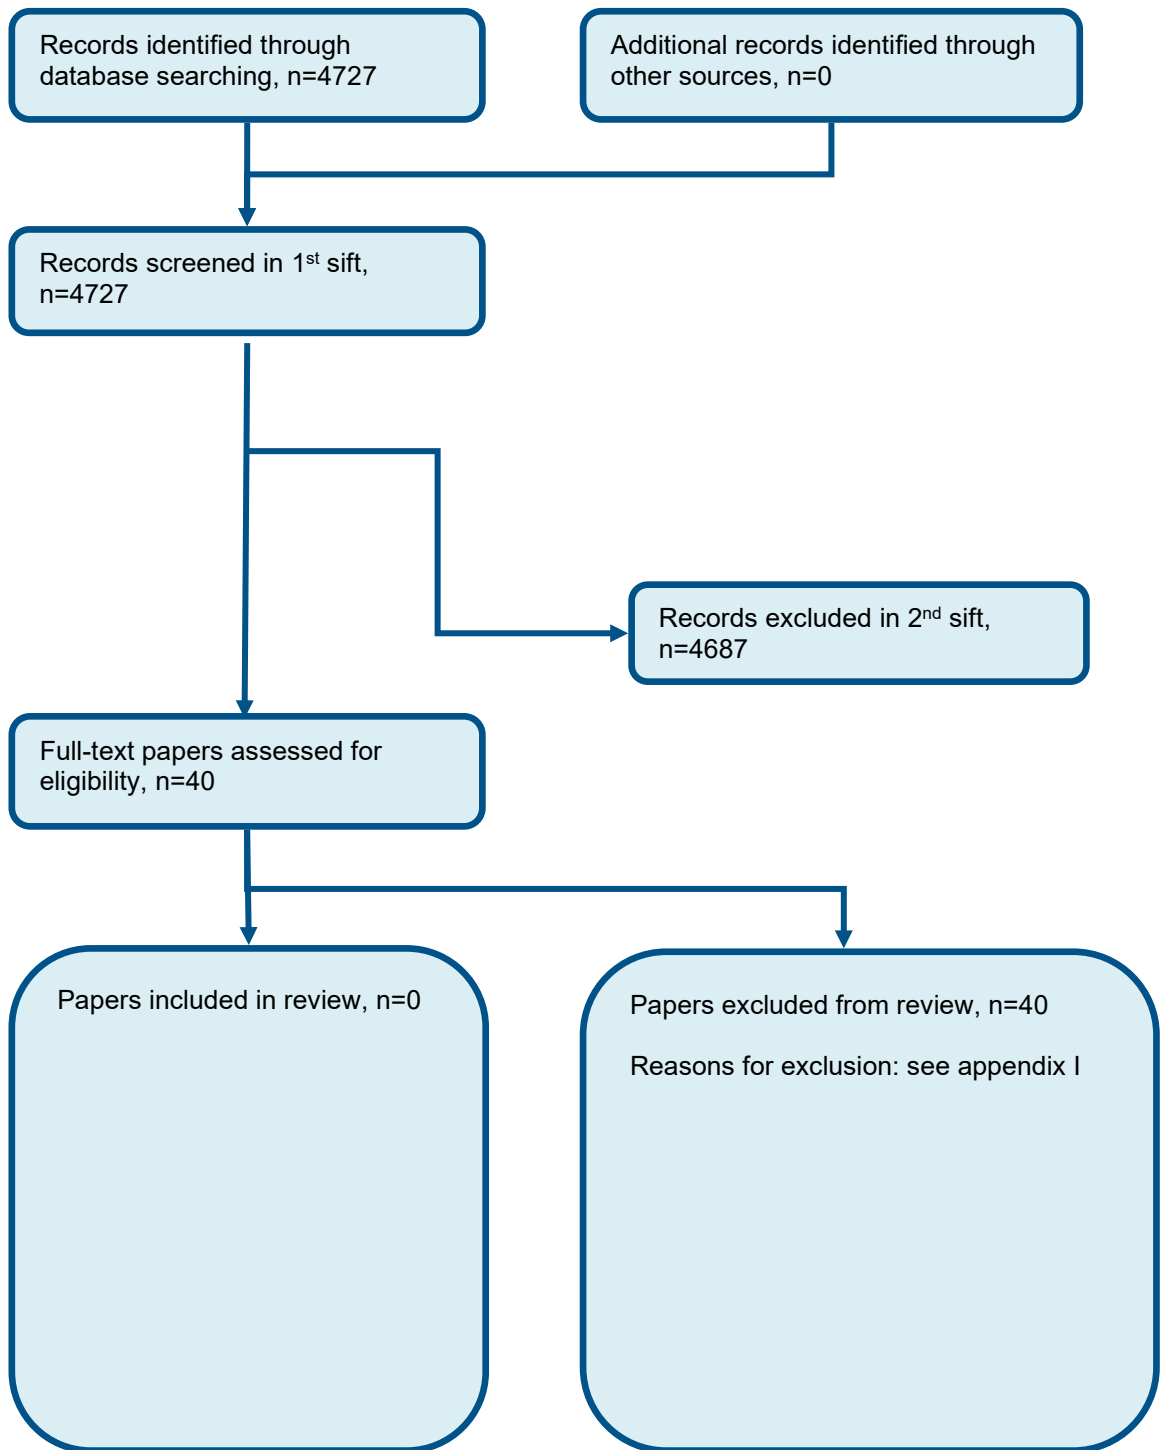 Records identified through
database searching, n=4727
Additional records identified through
other sources, n=0
Records screened in 1st sift,
n=4727
Records excluded in 2nd sift,
n=4687
Full-text papers assessed for
eligibility, n=40
Papers included in review, n=0
Papers excluded from review, n=40
Reasons for exclusion: see appendix I